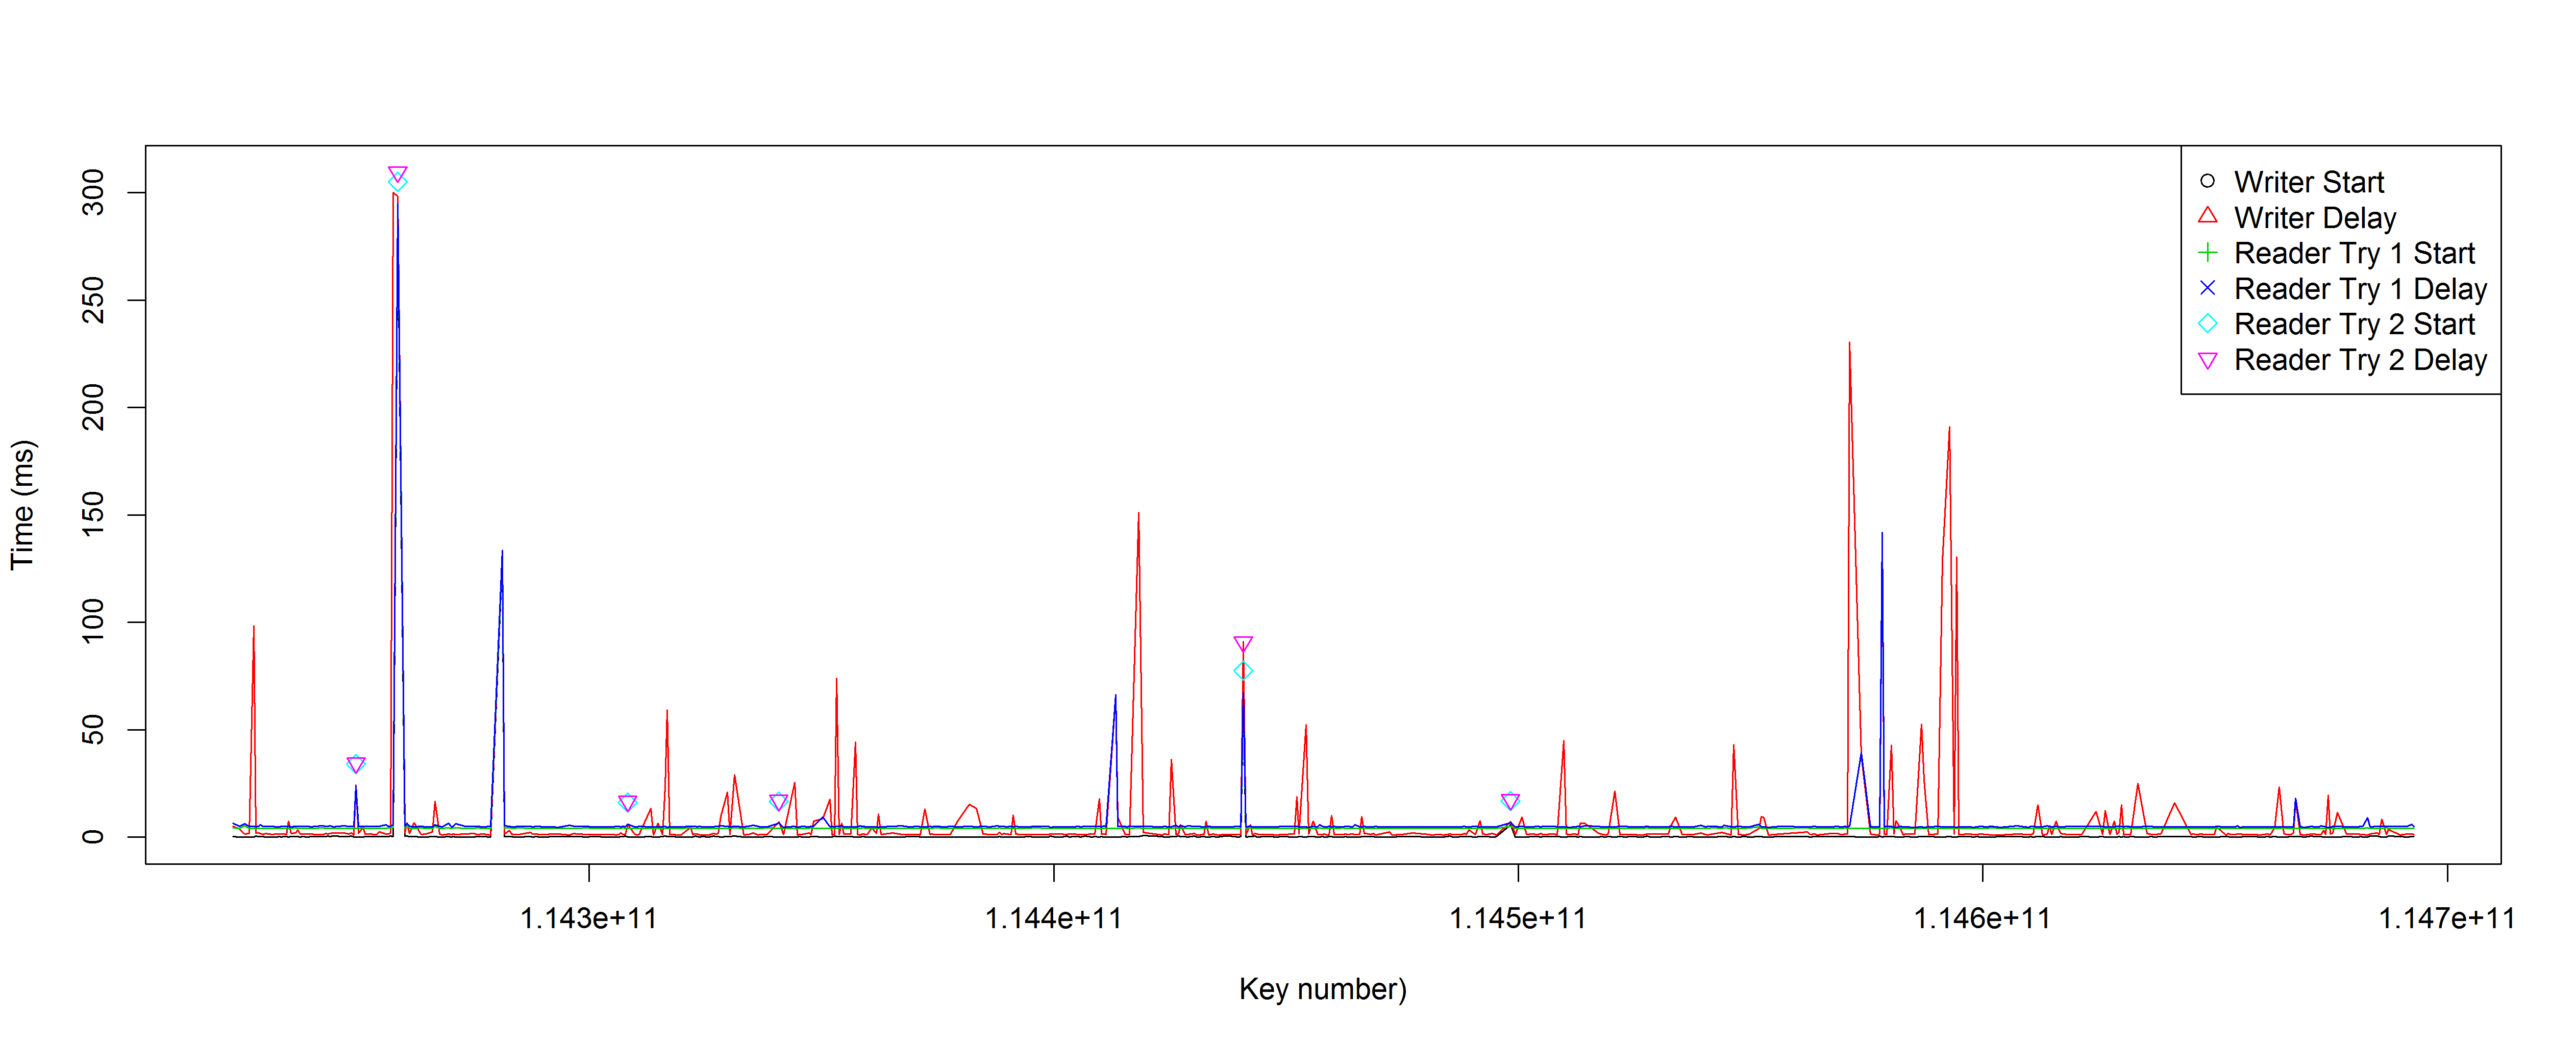 Time (ms)
300
250
200
150
100
50
0
Writer Start
Writer Delay
Reader Try 1 Start
Reader Try 1 Delay
Reader Try 2 Start
Reader Try 2 Delay
1.143e+11 1.144e+11 1.145e+11 1.146e+11 1.147e+11
Key number)